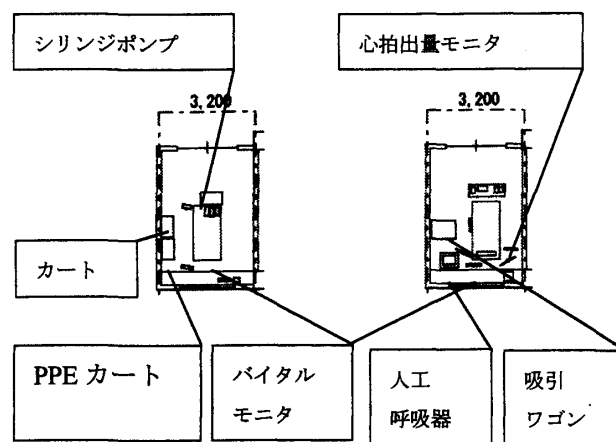 シリンジポンプ
心拍出量モニタ
3,200
3,200
カート
PPE カート
バイタル
モニタ
人工
呼吸器
吸引
ワゴン